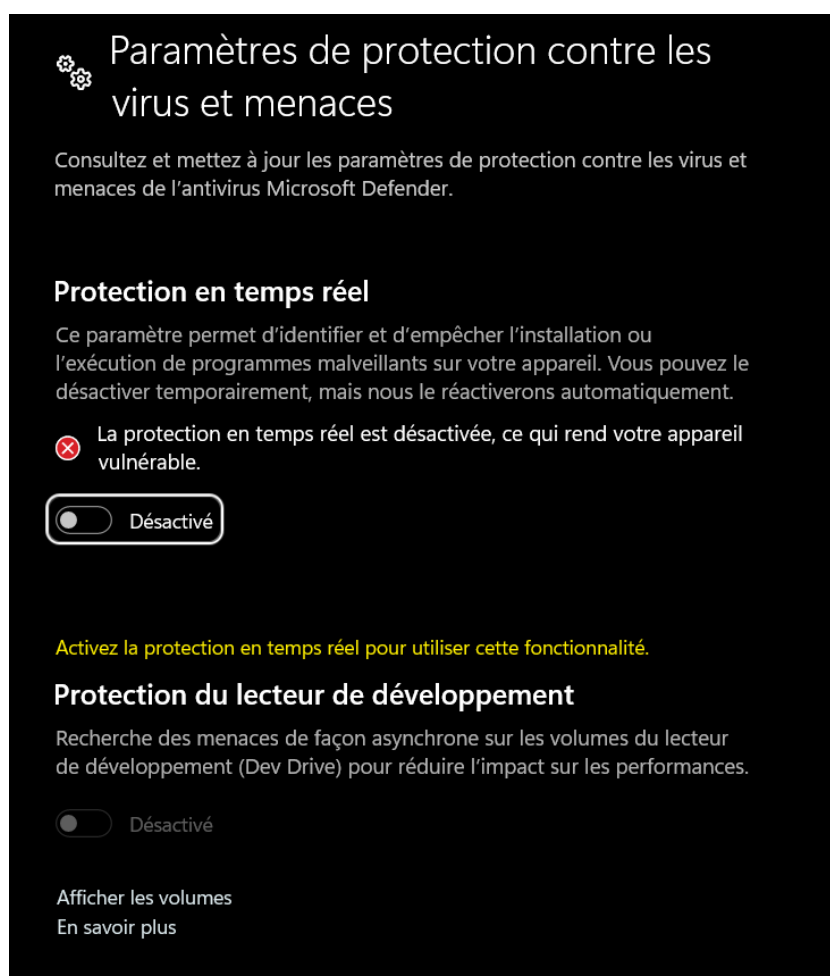 Paramètres de protection contre les
virus et menaces
Consultez et mettez à jour les paramètres de protection contre les virus et
menaces de l'antivirus Microsoft Defender.
Protection en temps réel
Ce paramètre permet d'identifier et d'empêcher l'installation ou
l'exécution de programmes malveillants sur votre appareil. Vous pouvez le
désactiver temporairement, mais nous le réactiverons automatiquement.
La protection en temps réel est désactivée, ce qui rend votre appareil
vulnérable.
Désactivé
Activez la protection en temps réel pour utiliser cette fonctionnalité.
Protection du lecteur de développement
Recherche des menaces de façon asynchrone sur les volumes du lecteur
de développement (Dev Drive) pour réduire l'impact sur les performances.
Désactivé
Afficher les volumes
En savoir plus